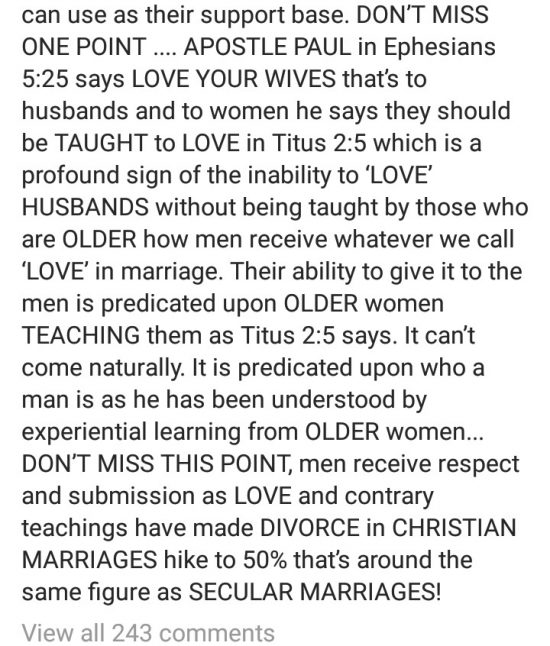 can use as their support base. DON'T MISS
ONE POINT .... APOSTLE PAUL in Ephesians
5:25 says LOVE YOUR WIVES that's to
husbands and to women he says they should
be TAUGHT to LOVE in Titus 2:5 which is a
profound sign of the inability to 'LOVE'
HUSBANDS without being taught by those who
are OLDER how men receive whatever we call
'LOVE' in marriage. Their ability to give it to the
men is predicated upon OLDER women
TEACHING them as Titus 2:5 says. It can't
come naturally. It is predicated upon who a
man is as he has been understood by
experiential learning from OLDER women...
DON'T MISS THIS POINT, men receive respect
and submission as LOVE and contrary
teachings have made DIVORCE in CHRISTIAN
MARRIAGES hike to 50% that's around the
same figure as SECULAR MARRIAGES!
View all 243 comments